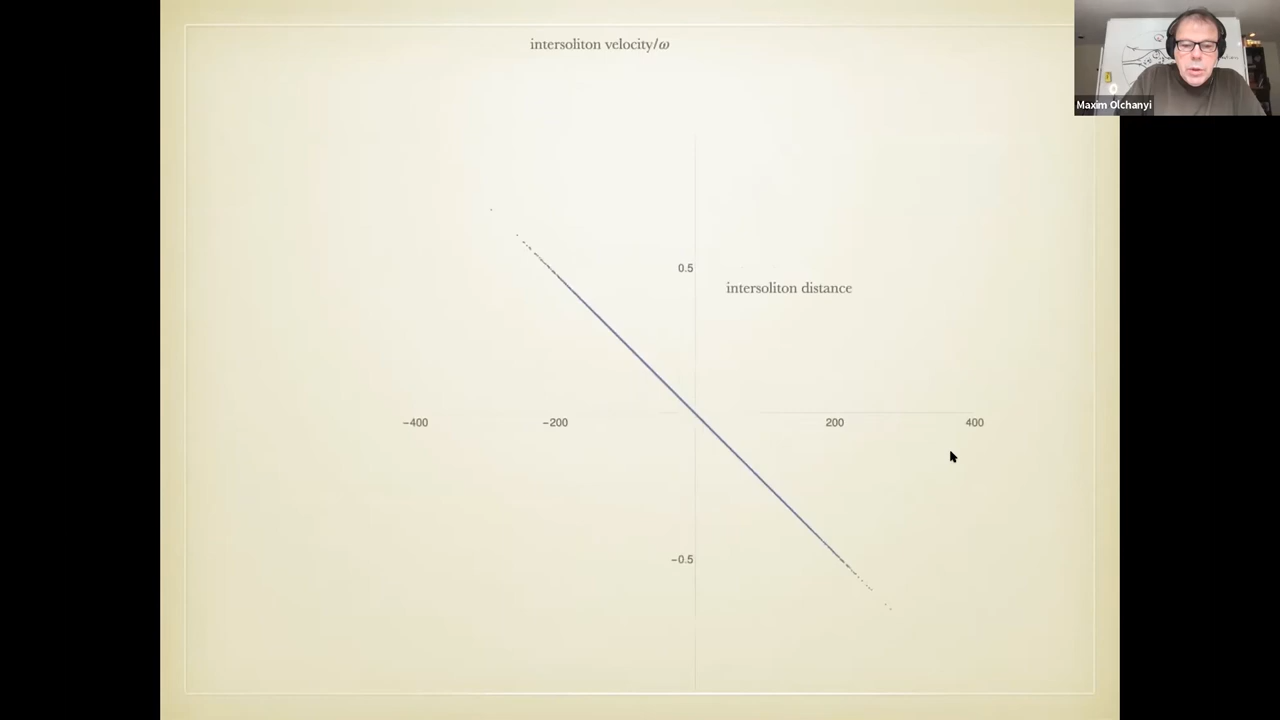 intersoliton velocity/ω
Maxim Olchanyi
0.5
intersoliton distance
−400
−200
200
400
−0.5